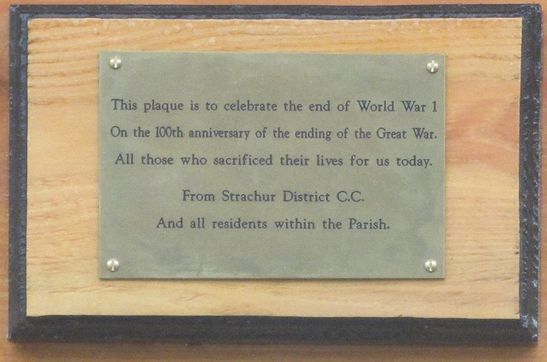 This plaque is to celebrate the end of World War 1
On the 100th anniversary of the ending of the Great War.
All those who sacrificed their lives for us today.
From Strachur District C.C.
And all residents within the Parish.